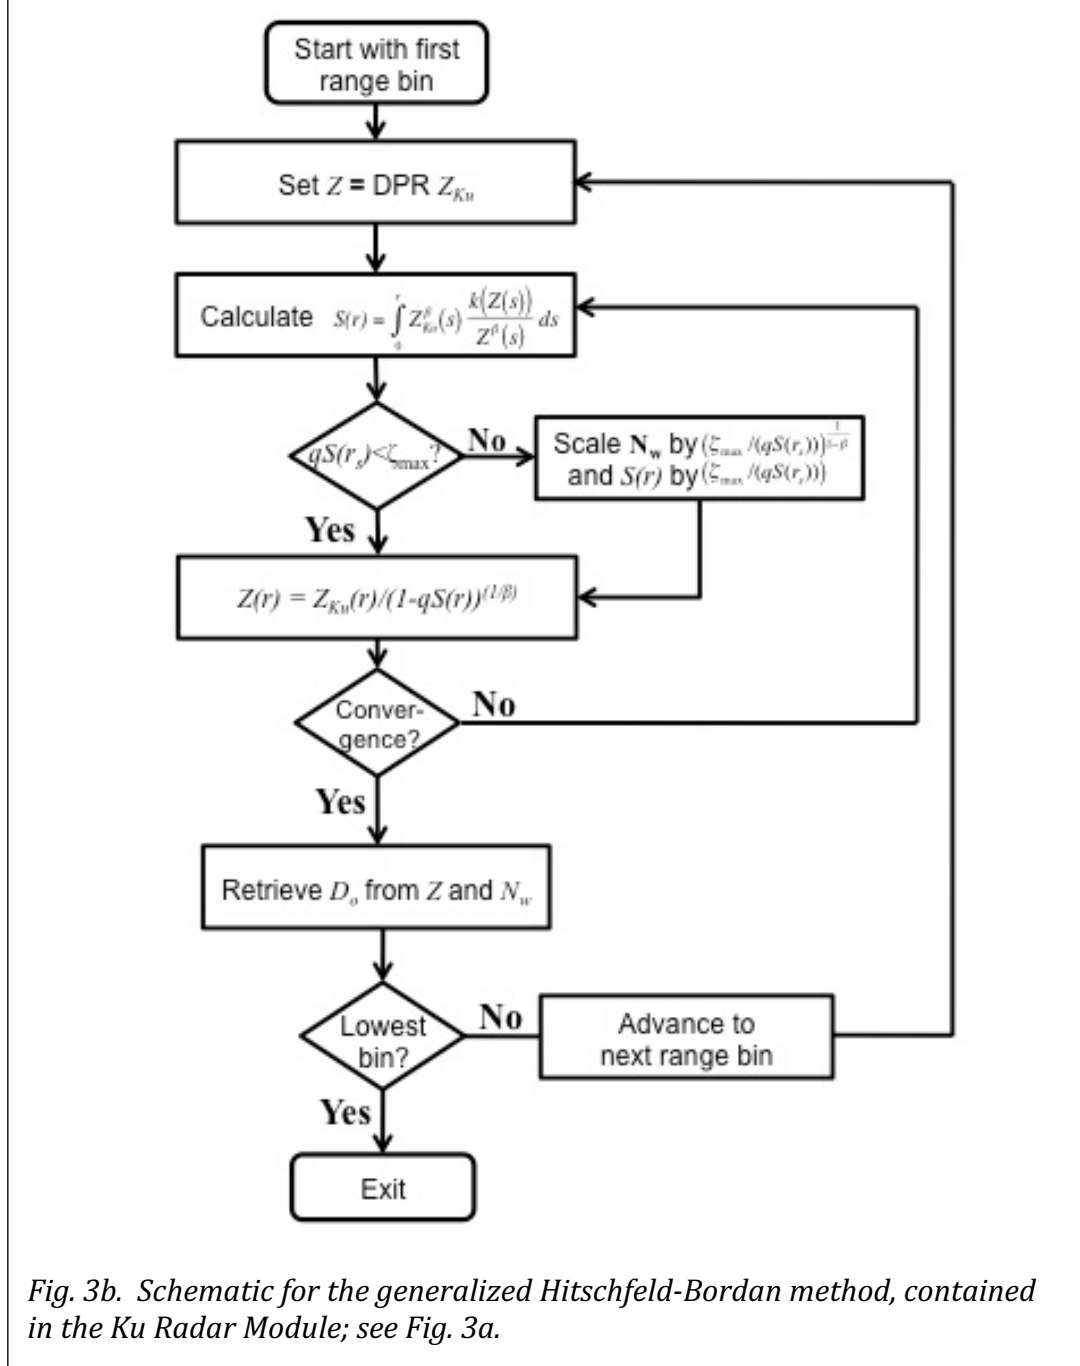 Start with first
range bin
Set Z = DPR Z_Ku
Calculate S(r) = ∫₀ʳ Z_Ku^β(s) k(Z(s))/Z^β(s) ds
qS(r_s)<ζ_max?
No
Scale N_w by (ζ_max/(qS(r_s)))^(1/(1-β))
and S(r) by (ζ_max/(qS(r_s)))
Yes
Z(r) = Z_Ku(r)/(1-qS(r))^(1/β)
Conver-
gence?
No
Yes
Retrieve D_o from Z and N_w
Lowest
bin?
No
Advance to
next range bin
Yes
Exit
Fig. 3b. Schematic for the generalized Hitschfeld-Bordan method, contained
in the Ku Radar Module; see Fig. 3a.